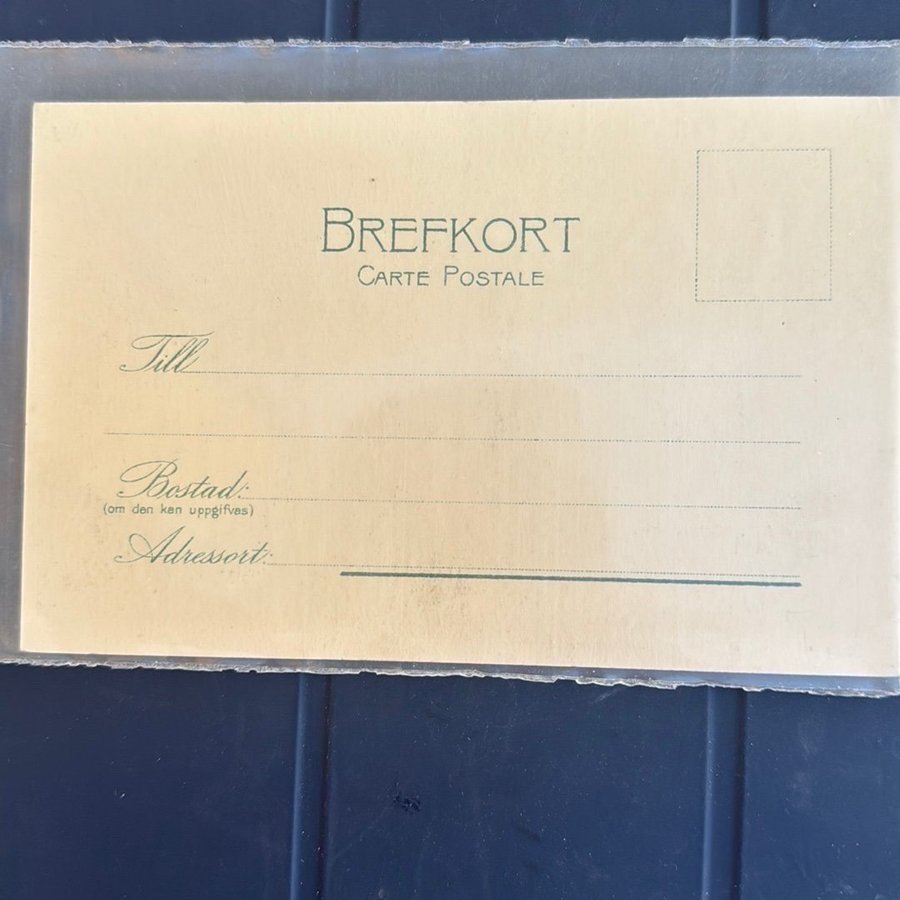 BREFKORT
CARTE POSTALE
Till
Bostad:
(om den kan uppgifvas)
Adressort: